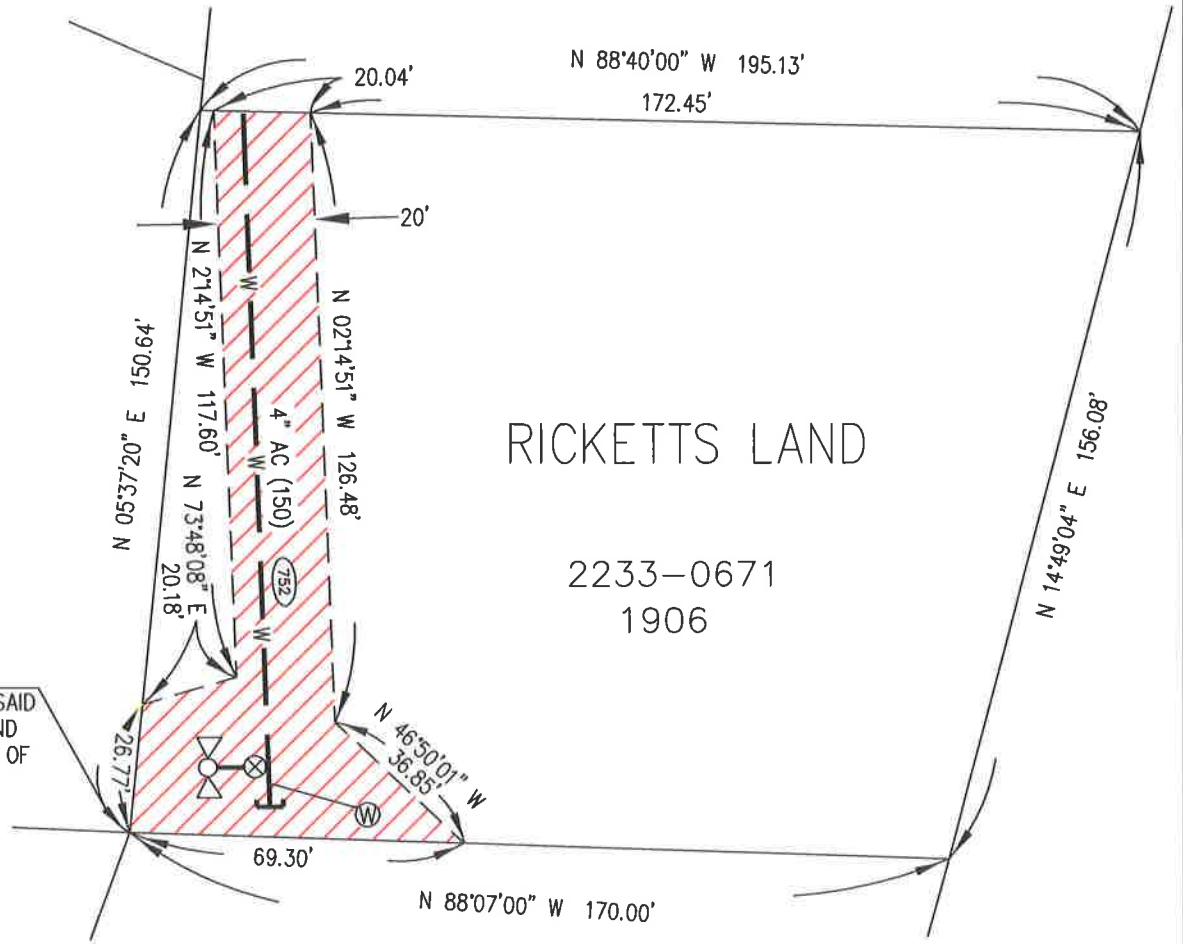 N 88°40'00" W 195.13'
20.04'
172.45'
20'
N 05°37'20" E 150.64'
N 2°14'51" W 117.60'
N 02°14'51" W 126.48'
W
4" AC (150)
W
752
W
N 73°48'08" E
20.18'
RICKETTS LAND
2233-0671
1906
N 14°49'04" E 156.08'
SAID
ND
OF
26.77'
N 46°50'01" W
36.85'
W
69.30'
N 88°07'00" W 170.00'